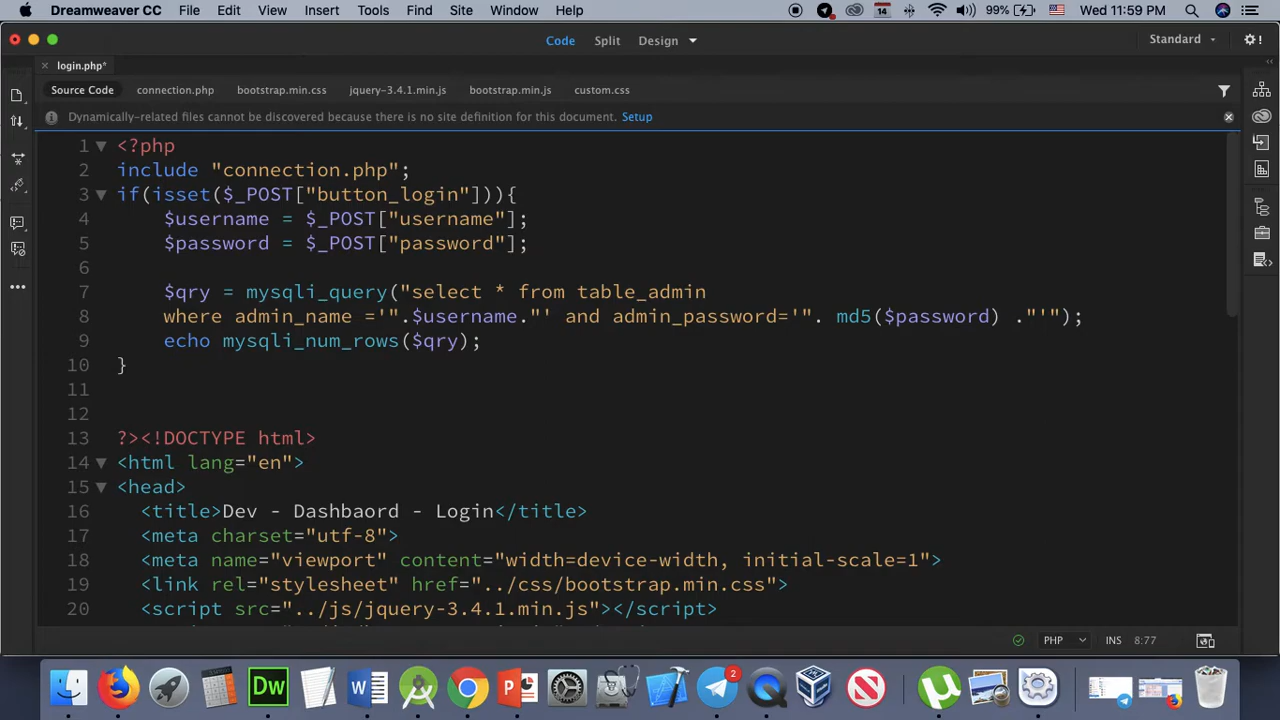 Dreamweaver CC File Edit View Insert Tools Find Site Window Help 14 99% Wed 11:59 PM
Code Split Design Standard
login.php*
Source Code connection.php bootstrap.min.css jquery-3.4.1.min.js bootstrap.min.js custom.css
Dynamically-related files cannot be discovered because there is no site definition for this document. Setup
1 <?php
2 include "connection.php";
3 if(isset($_POST["button_login"])){
4 $username = $_POST["username"];
5 $password = $_POST["password"];
6
7 $qry = mysqli_query("select * from table_admin
8 where admin_name ='".$username."' and admin_password='". md5($password) ."'");
9 echo mysqli_num_rows($qry);
10 }
11
12
13 ?><!DOCTYPE html>
14 <html lang="en">
15 <head>
16 <title>Dev - Dashbaord - Login</title>
17 <meta charset="utf-8">
18 <meta name="viewport" content="width=device-width, initial-scale=1">
19 <link rel="stylesheet" href="../css/bootstrap.min.css">
20 <script src="../js/jquery-3.4.1.min.js"></script>
PHP INS 8:77
Dw W P 2